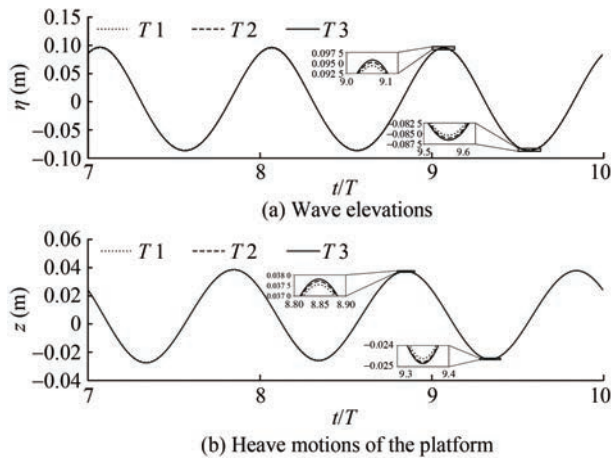 0.15
T1 T2 T3
0.10
0.05
0
−0.05
−0.10
η (m)
0.097 5
0.095 0
0.092 5
9.0 9.1
−0.082 5
−0.085 0
−0.087 5
9.5 9.6
7 8 9 10
t/T
(a) Wave elevations
0.06
T1 T2 T3
0.04
0.02
0
−0.02
−0.04
z (m)
0.038 0
0.037 5
0.037 0
8.80 8.85 8.90
−0.024
−0.025
9.3 9.4
7 8 9 10
t/T
(b) Heave motions of the platform